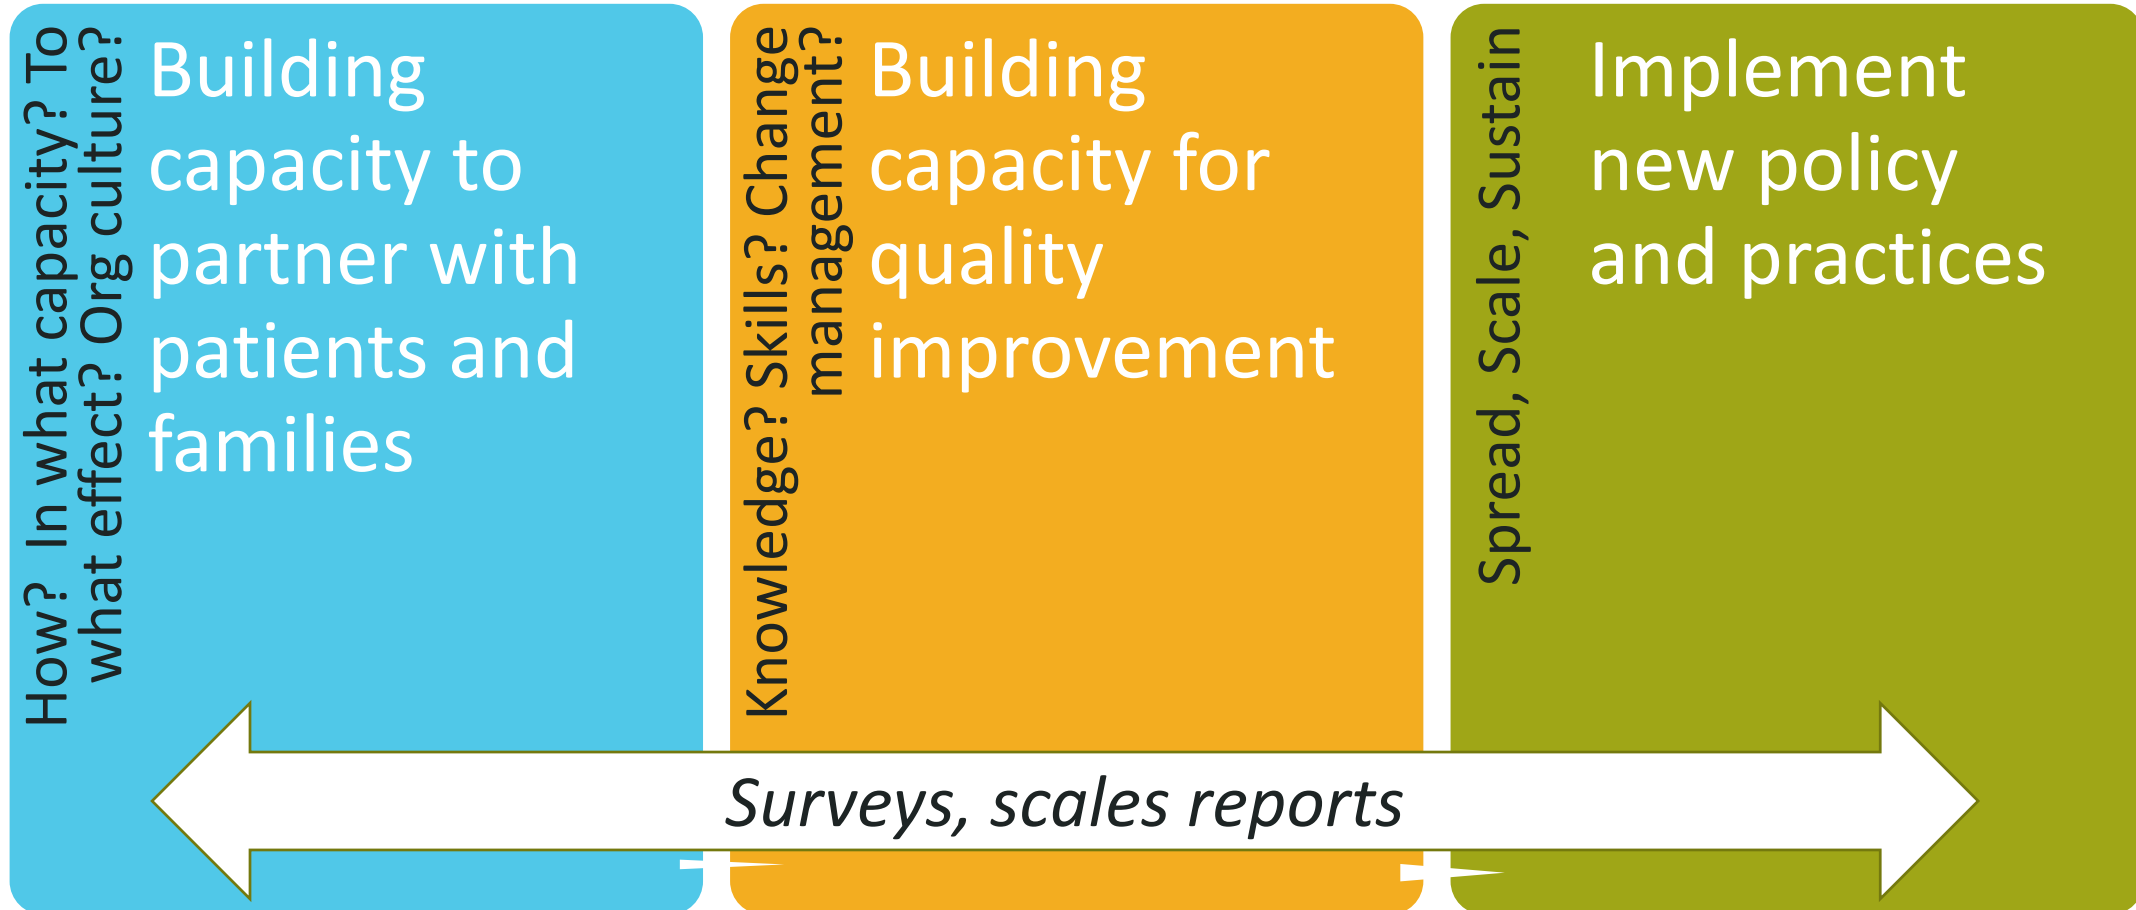 How?  In what capacity? To
what effect? Org culture?
Building
capacity to
partner with
patients and
families
Knowledge? Skills? Change
management?
Building
capacity for
quality
improvement
Spread, Scale, Sustain
Implement
new policy
and practices
Surveys, scales reports